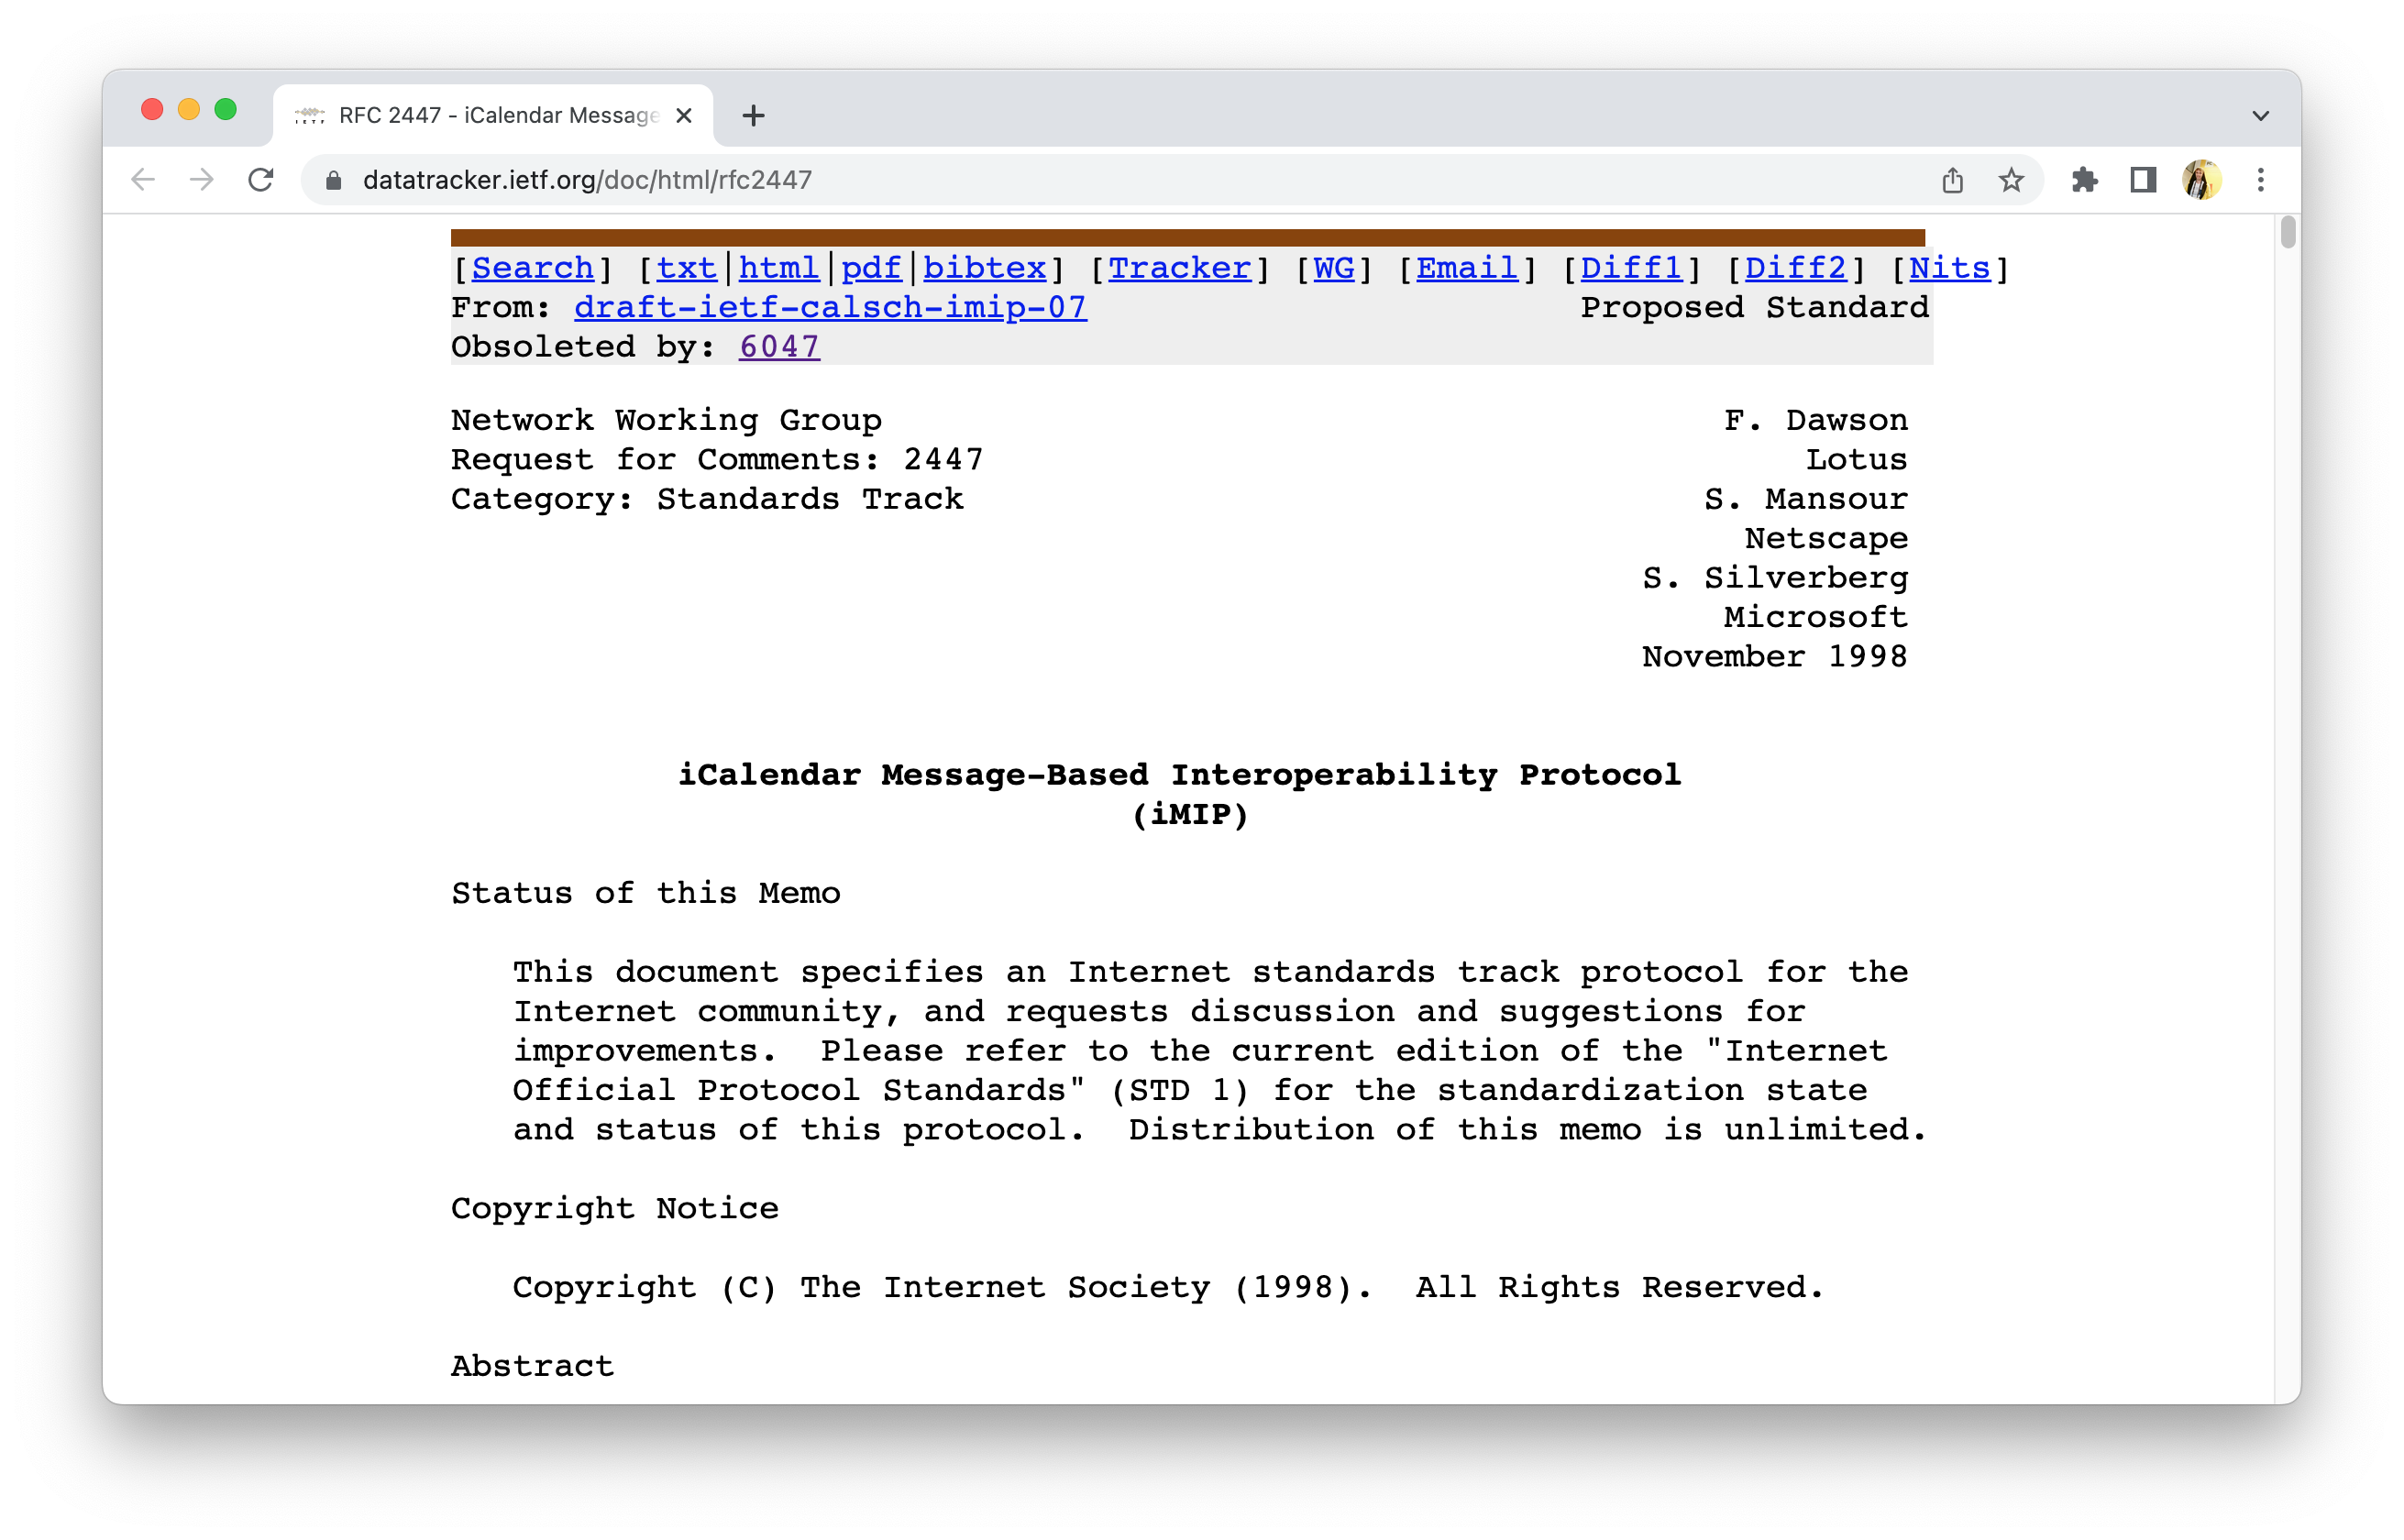 RFC 2447 - iCalendar Message
datatracker.ietf.org/doc/html/rfc2447
[Search] [txt|html|pdf|bibtex] [Tracker] [WG] [Email] [Diff1] [Diff2] [Nits]
From: draft-ietf-calsch-imip-07 Proposed Standard
Obsoleted by: 6047
Network Working Group F. Dawson
Request for Comments: 2447 Lotus
Category: Standards Track S. Mansour
Netscape
S. Silverberg
Microsoft
November 1998
iCalendar Message-Based Interoperability Protocol
(iMIP)
Status of this Memo
This document specifies an Internet standards track protocol for the
Internet community, and requests discussion and suggestions for
improvements. Please refer to the current edition of the "Internet
Official Protocol Standards" (STD 1) for the standardization state
and status of this protocol. Distribution of this memo is unlimited.
Copyright Notice
Copyright (C) The Internet Society (1998). All Rights Reserved.
Abstract